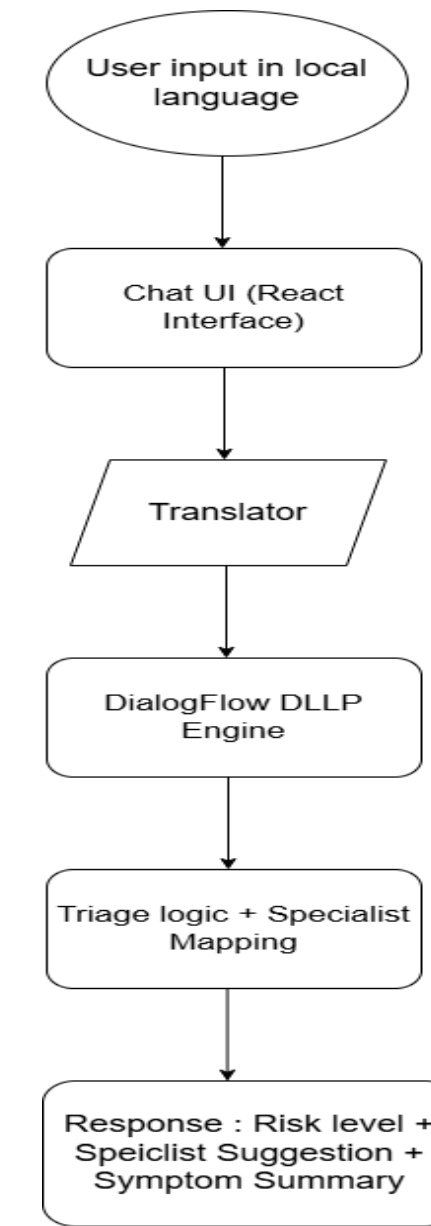 User input in local
language
Chat UI (React
Interface)
Translator
DialogFlow DLLP
Engine
Triage logic + Specialist
Mapping
Response : Risk level +
Speiclist Suggestion +
Symptom Summary